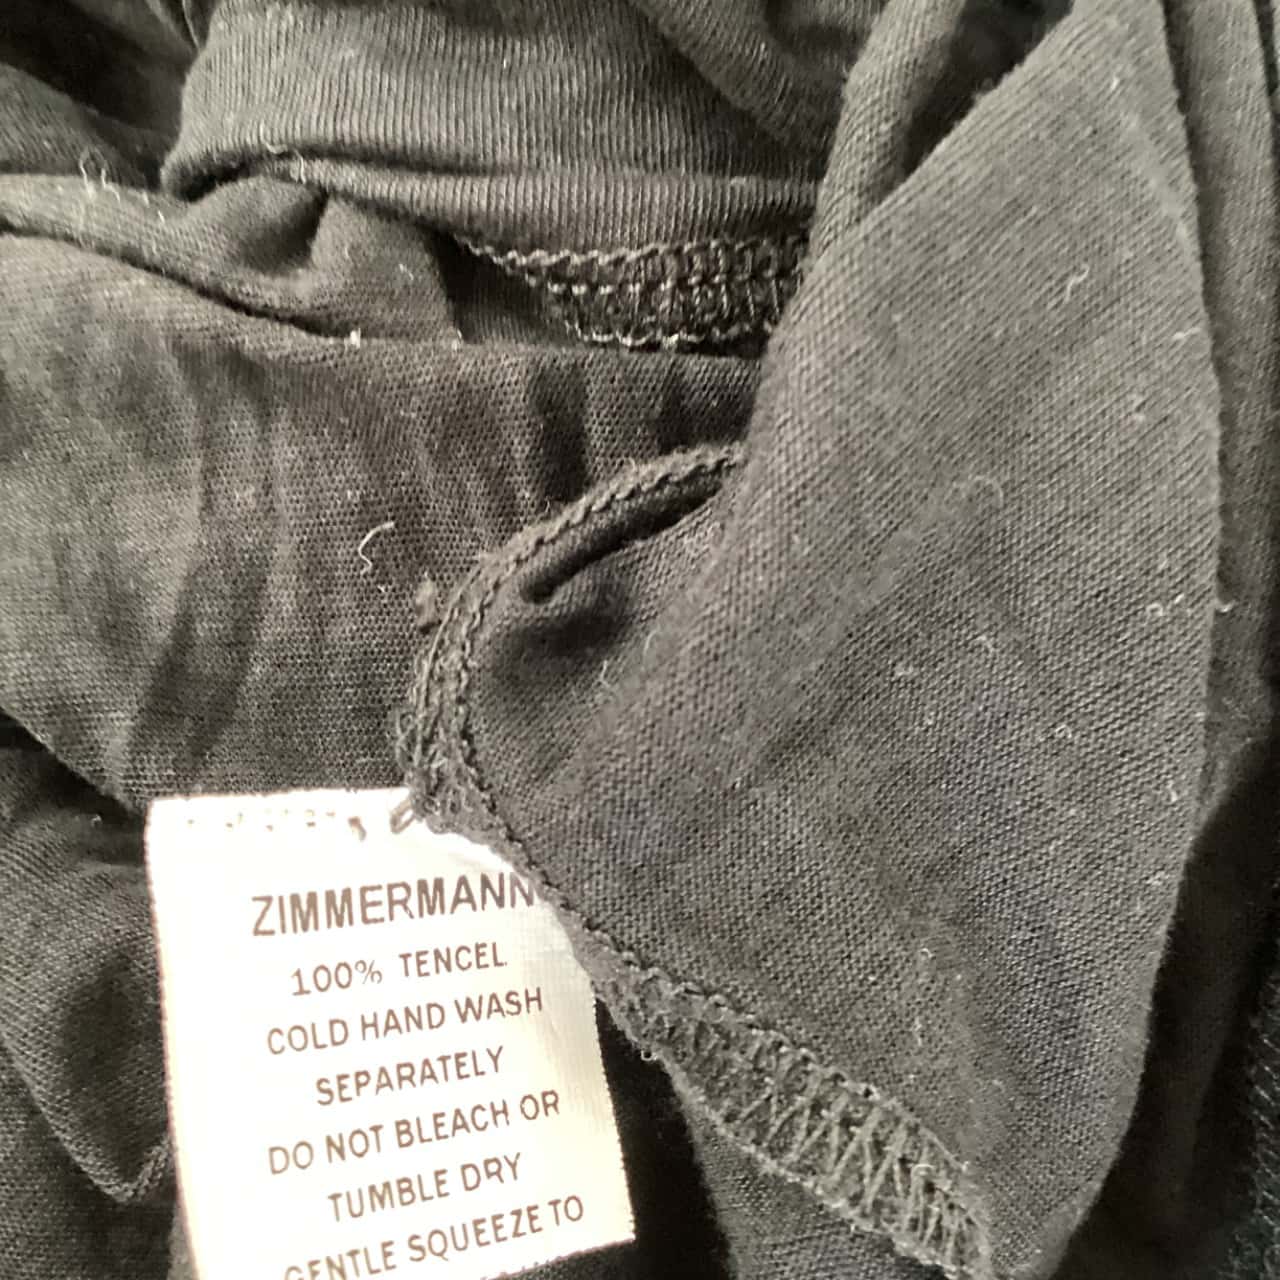 ZIMMERMANN
100% TENCEL
COLD HAND WASH
SEPARATELY
DO NOT BLEACH OR
TUMBLE DRY
GENTLE SQUEEZE TO